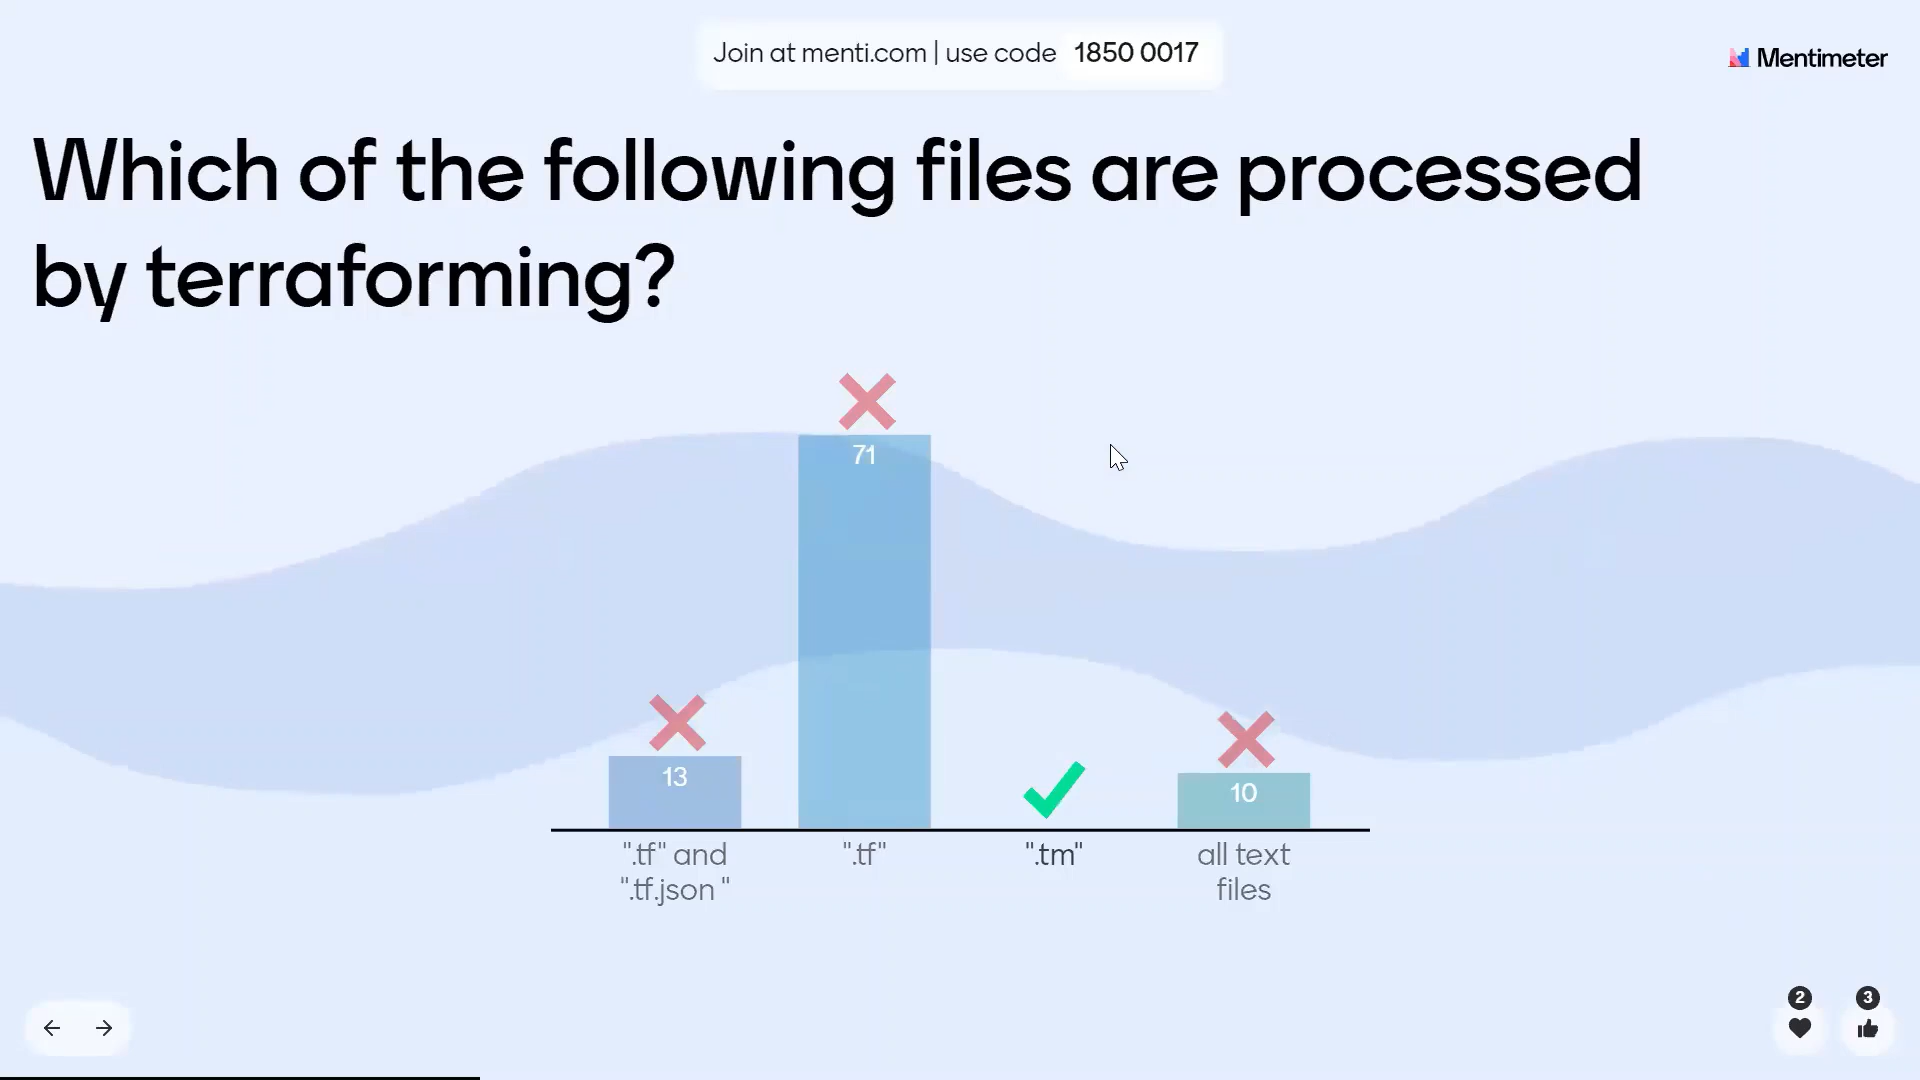 Join at menti.com | use code 1850 0017
Mentimeter
Which of the following files are processed
by terraforming?
71
13
10
".tf" and
".tf.json "
".tf"
".tm"
all text
files
2
3